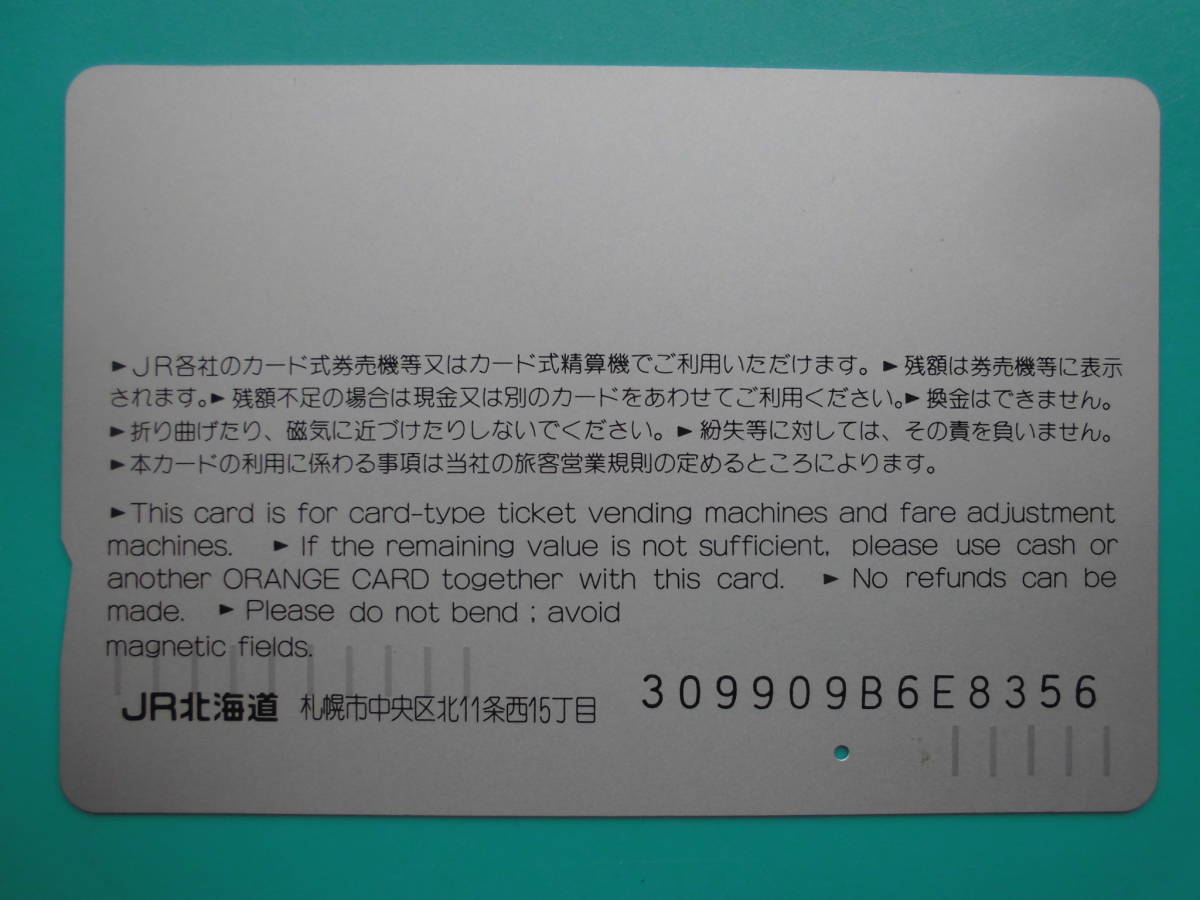 ►JR各社のカード式券売機等又はカード式精算機でご利用いただけます。►残額は券売機等に表示
されます。►残額不足の場合は現金又は別のカードをあわせてご利用ください。►換金はできません。
►折り曲げたり、磁気に近づけたりしないでください。►紛失等に対しては、その責を負いません。
►本カードの利用に係わる事項は当社の旅客営業規則の定めるところによります。
►This card is for card-type ticket vending machines and fare adjustment
machines. ►If the remaining value is not sufficient, please use cash or
another ORANGE CARD together with this card. ►No refunds can be
made. ►Please do not bend ; avoid
magnetic fields.
JR北海道 札幌市中央区北11条西15丁目 309909B6E8356